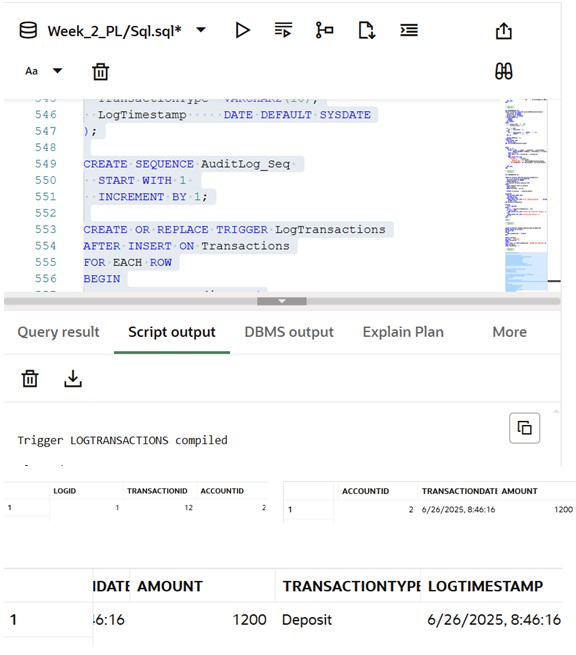 Week_2_PL/Sql.sql*
Aa
545 TransactionType VARCHAR(10),
546 LogTimestamp DATE DEFAULT SYSDATE
547 );
548
549 CREATE SEQUENCE AuditLog_Seq
550 START WITH 1
551 INCREMENT BY 1;
552
553 CREATE OR REPLACE TRIGGER LogTransactions
554 AFTER INSERT ON Transactions
555 FOR EACH ROW
556 BEGIN
Query result Script output DBMS output Explain Plan More
Trigger LOGTRANSACTIONS compiled
LOGID TRANSACTIONID ACCOUNTID
1 1 12 2
ACCOUNTID TRANSACTIONDATE AMOUNT
1 2 6/26/2025, 8:46:16 1200
IDATE AMOUNT TRANSACTIONTYPE LOGTIMESTAMP
1 46:16 1200 Deposit 6/26/2025, 8:46:16